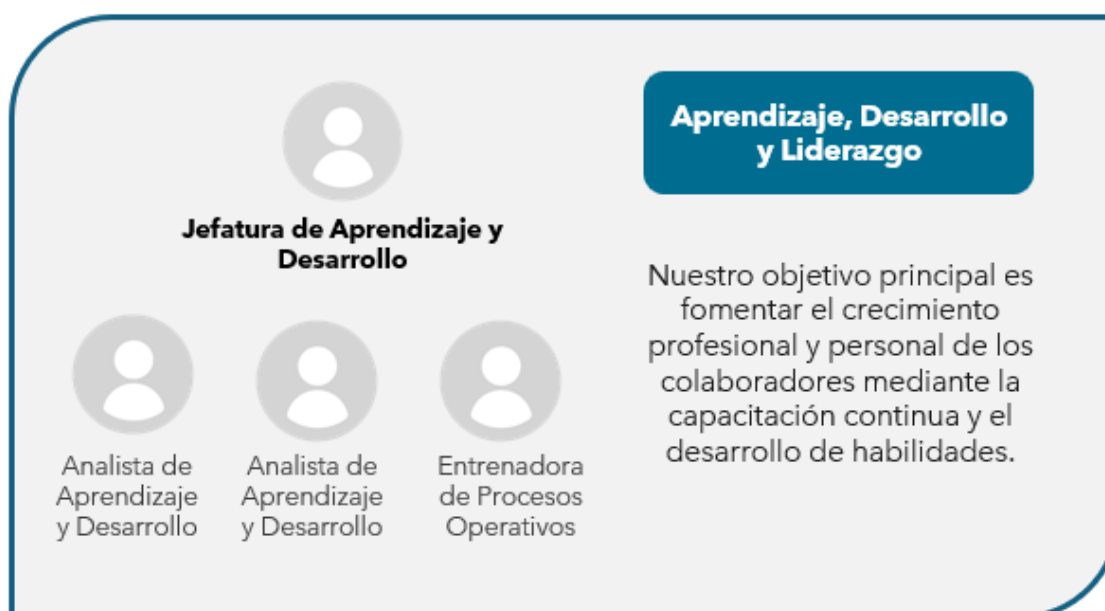 Aprendizaje, Desarrollo
y Liderazgo
Jefatura de Aprendizaje y
Desarrollo
Nuestro objetivo principal es
fomentar el crecimiento
profesional y personal de los
colaboradores mediante la
capacitación continua y el
desarrollo de habilidades.
Analista de
Aprendizaje
y Desarrollo
Analista de
Aprendizaje
y Desarrollo
Entrenadora
de Procesos
Operativos